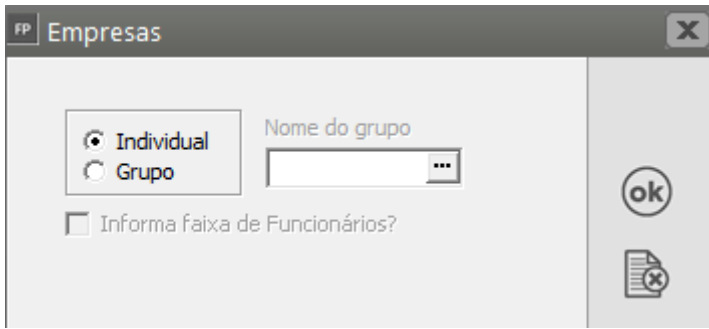 FP Empresas
Individual
Grupo
Nome do grupo
...
Informa faixa de Funcionários?
ok